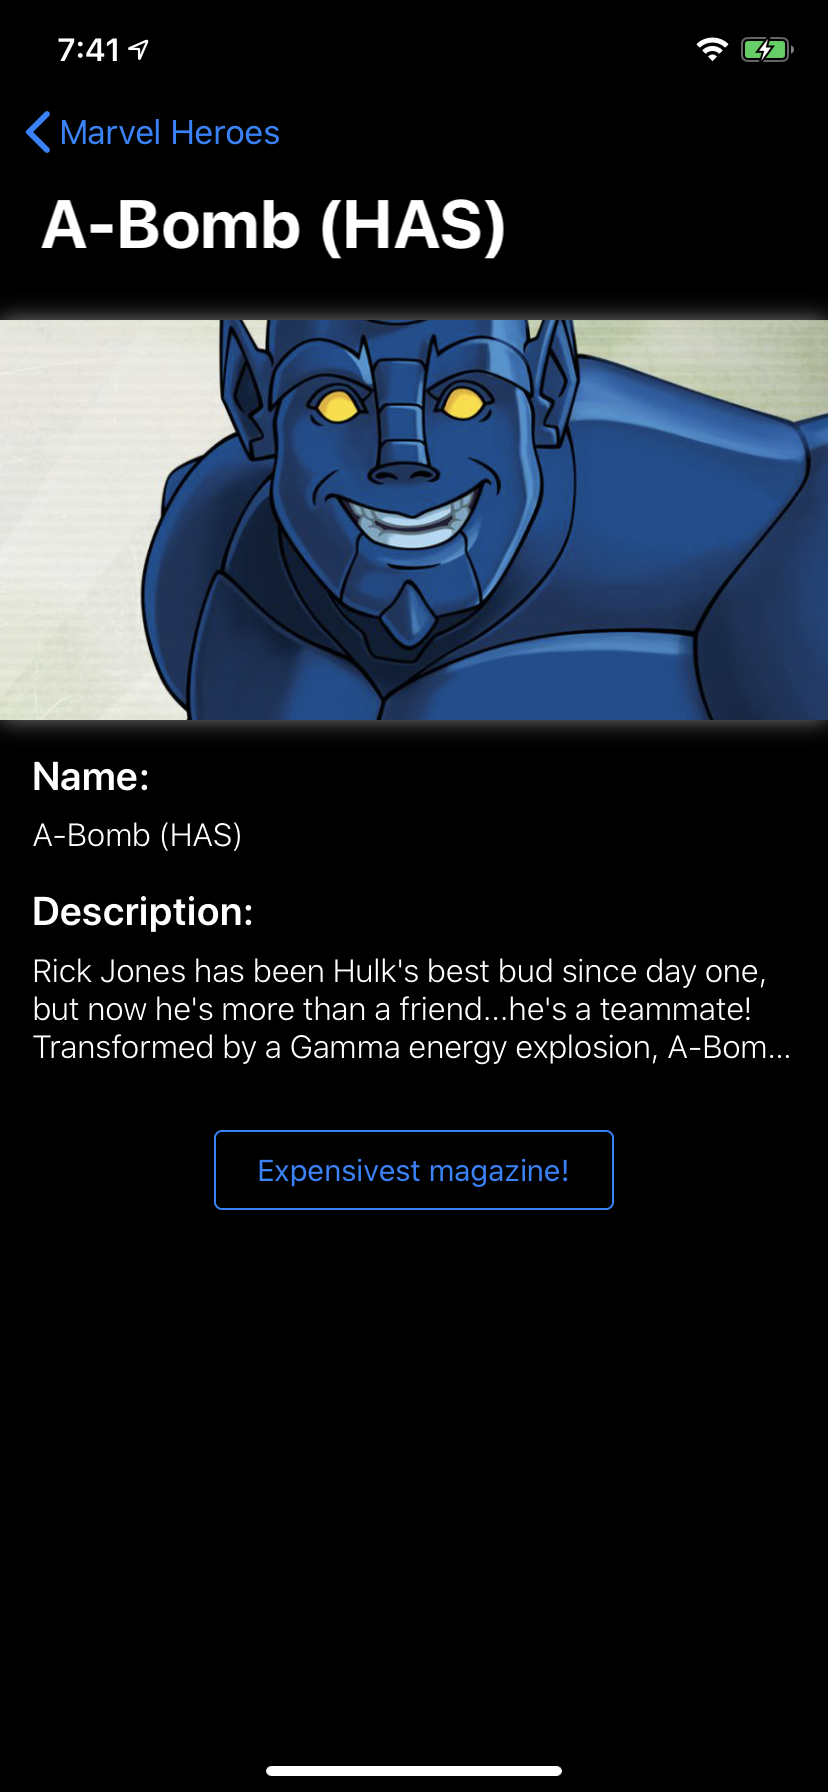 7:41
Marvel Heroes
A-Bomb (HAS)
Name:
A-Bomb (HAS)
Description:
Rick Jones has been Hulk's best bud since day one,
but now he's more than a friend...he's a teammate!
Transformed by a Gamma energy explosion, A-Bom...
Expensivest magazine!